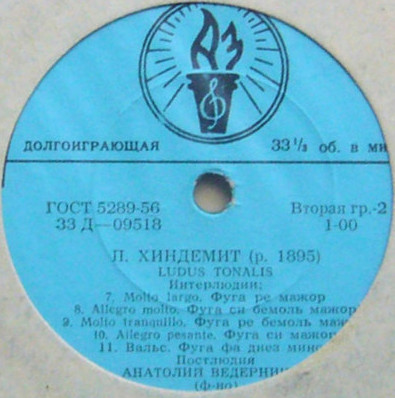 АЗ
ДОЛГОИГРАЮЩАЯ 33 1/3 об. в ми
ГОСТ 5289-56 Вторая гр.-2
33 Д—09518 1-00
П. ХИНДЕМИТ (р. 1895)
LUDUS TONALIS
Интерлюдии:
7. Molto largo. Фуга ре мажор
8. Allegro molto. Фуга си бемоль мажор
9. Molto tranquillo. Фуга ре бемоль маж
10. Allegro pesante. Фуга си мажор
11. Вальс. Фуга фа диез мино
Постлюдия
АНАТОЛИЙ ВЕДЕРНИ
(ф-но)